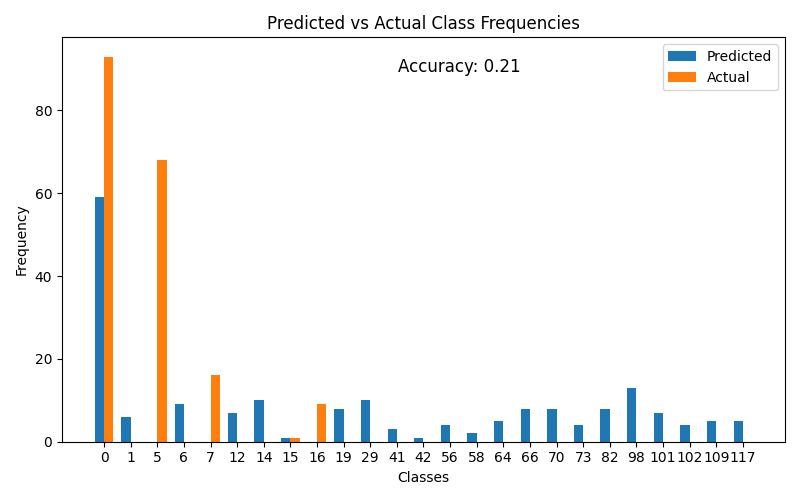 Predicted vs Actual Class Frequencies
Accuracy: 0.21
Predicted
Actual
Frequency
80
60
40
20
0
0 1 5 6 7 12 14 15 16 19 29 41 42 56 58 64 66 70 73 82 98 101 102 109 117
Classes